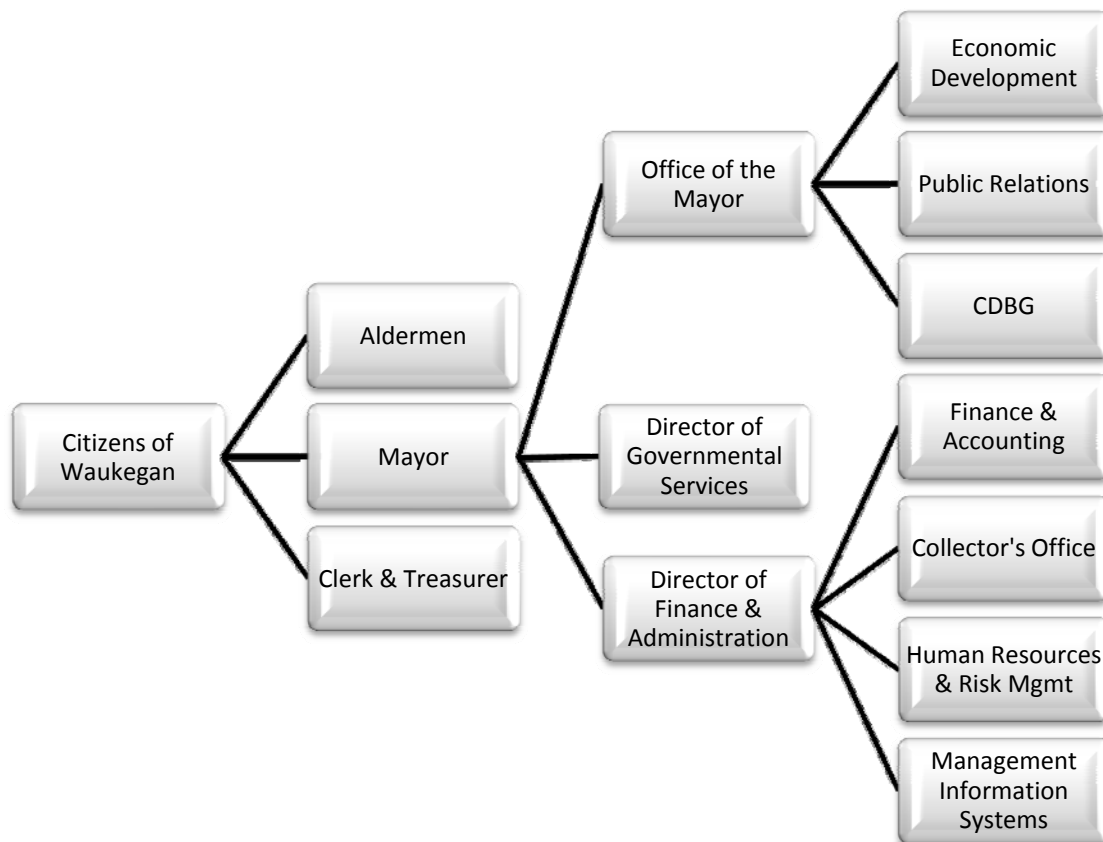 Citizens of
Waukegan
Aldermen
Mayor
Clerk & Treasurer
Office of the
Mayor
Director of
Governmental
Services
Director of
Finance &
Administration
Economic
Development
Public Relations
CDBG
Finance &
Accounting
Collector's Office
Human Resources
& Risk Mgmt
Management
Information
Systems